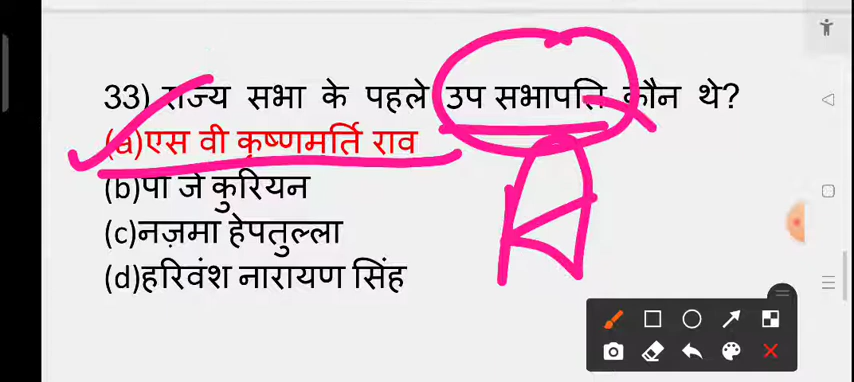 33) राज्य सभा के पहले उप सभापति कौन थे?
(a)एस वी कृष्णमर्ति राव
(b)पा जे कुरियन
(c)नज़मा हेपतुल्ला
(d)हरिवंश नारायण सिंह